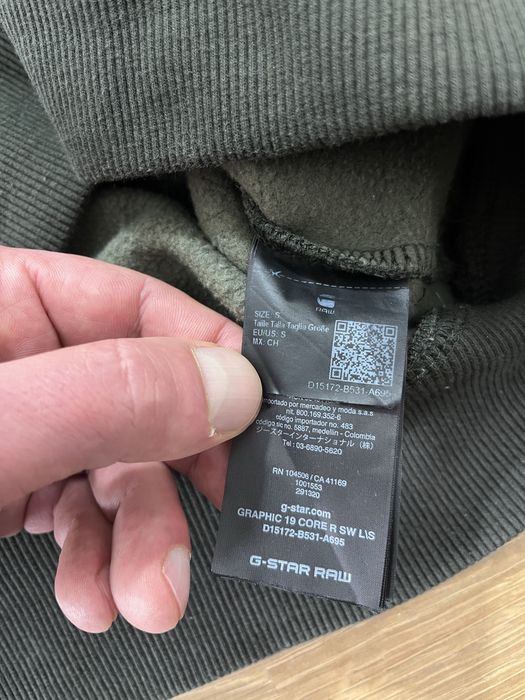 RAW
SIZE: S
Taille Talla Taglia Größe
EU/US: S
MX: CH
D15172-B531-A695
importado por mercadeo y moda s.a.s
nit. 800.169.352-6
código importador no. 483
código sic no. 5887, medellin - Colombia
ジースターインターナショナル(株)
Tel : 03-6890-5620
RN 104506 / CA 41169
1001553
291320
g-star.com
GRAPHIC 19 CORE R SW L\S
D15172-B531-A695
G-STAR RAW